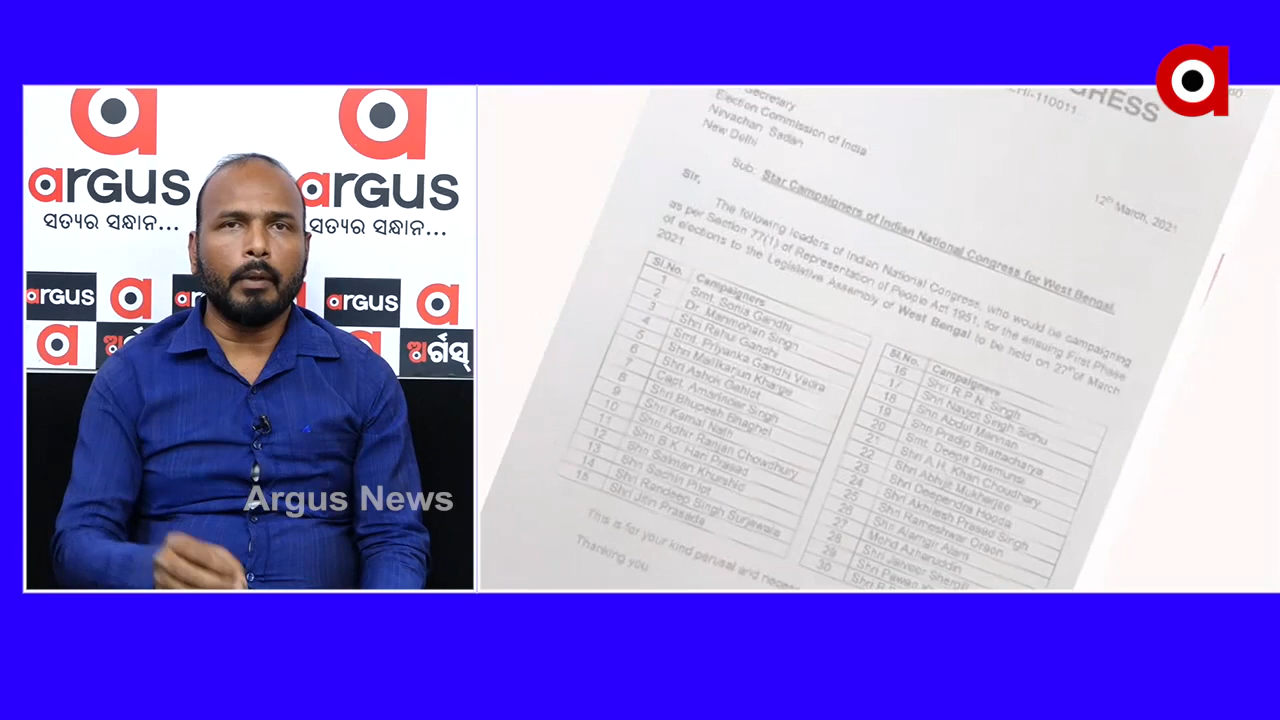 argus
argus
ସତ୍ୟର ସନ୍ଧାନ...
ସତ୍ୟର ସନ୍ଧାନ...
argus
argus
ଅର୍ଗସ୍
Argus News
GRESS
110011
Secretary
Election Commission of India
Nirvachan Sadan
New Delhi
12th March, 2021
Sub: Star Campaigners of Indian National Congress for West Bengal.
Sir,
The following leaders of Indian National Congress, who would be campaigning
as per Section 77(1) of Representation of People Act 1951, for the ensuing First Phase
of elections to the Legislative Assembly of West Bengal to be held on 27th of March
2021
Sl.No. Campaigners
1 Smt. Sonia Gandhi
2 Dr. Manmohan Singh
3 Shri Rahul Gandhi
4 Smt. Priyanka Gandhi Vadra
5 Shri Mallikarjun Kharge
6 Shri Ashok Gehlot
7 Capt. Amarinder Singh
8 Shri Bhupesh Baghel
9 Shri Kamal Nath
10 Shri Adhir Ranjan Chowdhury
11 Shri B.K. Hari Prasad
12 Shri Salman Khurshid
13 Shri Sachin Pilot
14 Shri Randeep Singh Surjewala
15 Shri Jitin Prasada
Sl.No. Campaigners
16 Shri R.P.N. Singh
17 Shri Navjot Singh Sidhu
18 Shri Abdul Mannan
19 Shri Pradip Bhattacharya
20 Smt. Deepa Dasmunsi
21 Shri A.H. Khan Choudhary
22 Shri Abhijit Mukherjee
23 Shri Deepender Hooda
24 Shri Akhilesh Prasad Singh
25 Shri Rameshwar Oraon
26 Shri Alamgir Alam
27 Mohd Azharuddin
28 Shri Jaiveer Shergill
29 Shri Pawan
30 Shri B
This is for your kind perusal and
Thanking you